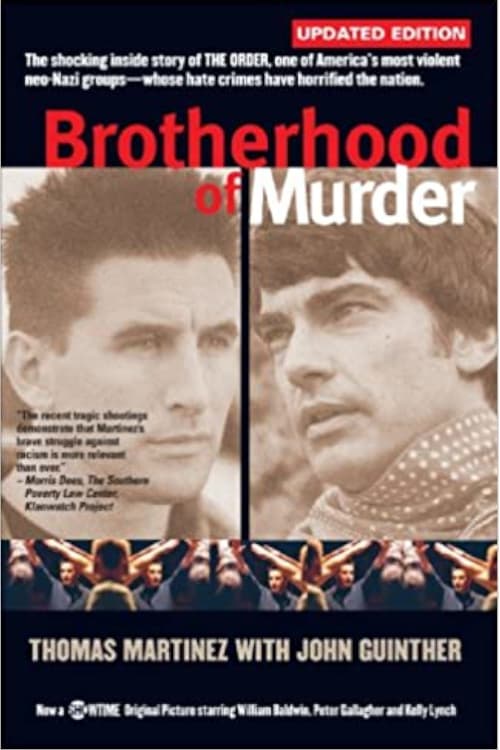 UPDATED EDITION
The shocking inside story of THE ORDER, one of America's most violent
neo-Nazi groups—whose hate crimes have horrified the nation.
Brotherhood
of Murder
"The recent tragic shootings
demonstrate that Martinez's
brave struggle against
racism is more relevant
than ever."
– Morris Dees, The Southern
Poverty Law Center,
Klanwatch Project
THOMAS MARTINEZ WITH JOHN GUINTHER
Now a SHOWTIME Original Picture starring William Baldwin, Peter Gallagher and Kelly Lynch